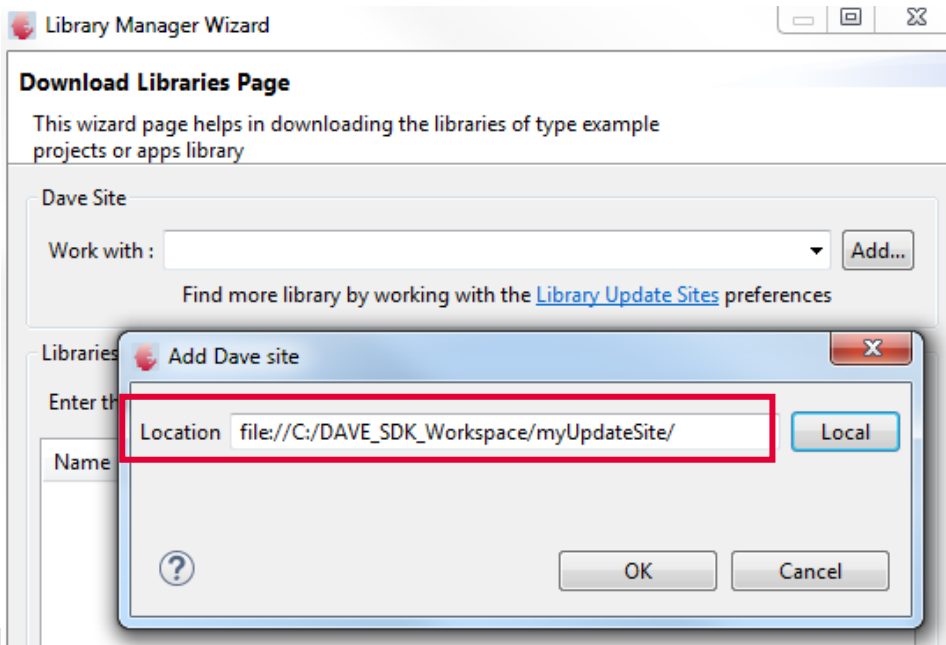 Library Manager Wizard
Download Libraries Page
This wizard page helps in downloading the libraries of type example
projects or apps library
Dave Site
Work with :
Add...
Find more library by working with the Library Update Sites preferences
Libraries
Enter th
Name
Add Dave site
Location file://C:/DAVE_SDK_Workspace/myUpdateSite/
Local
?
OK
Cancel